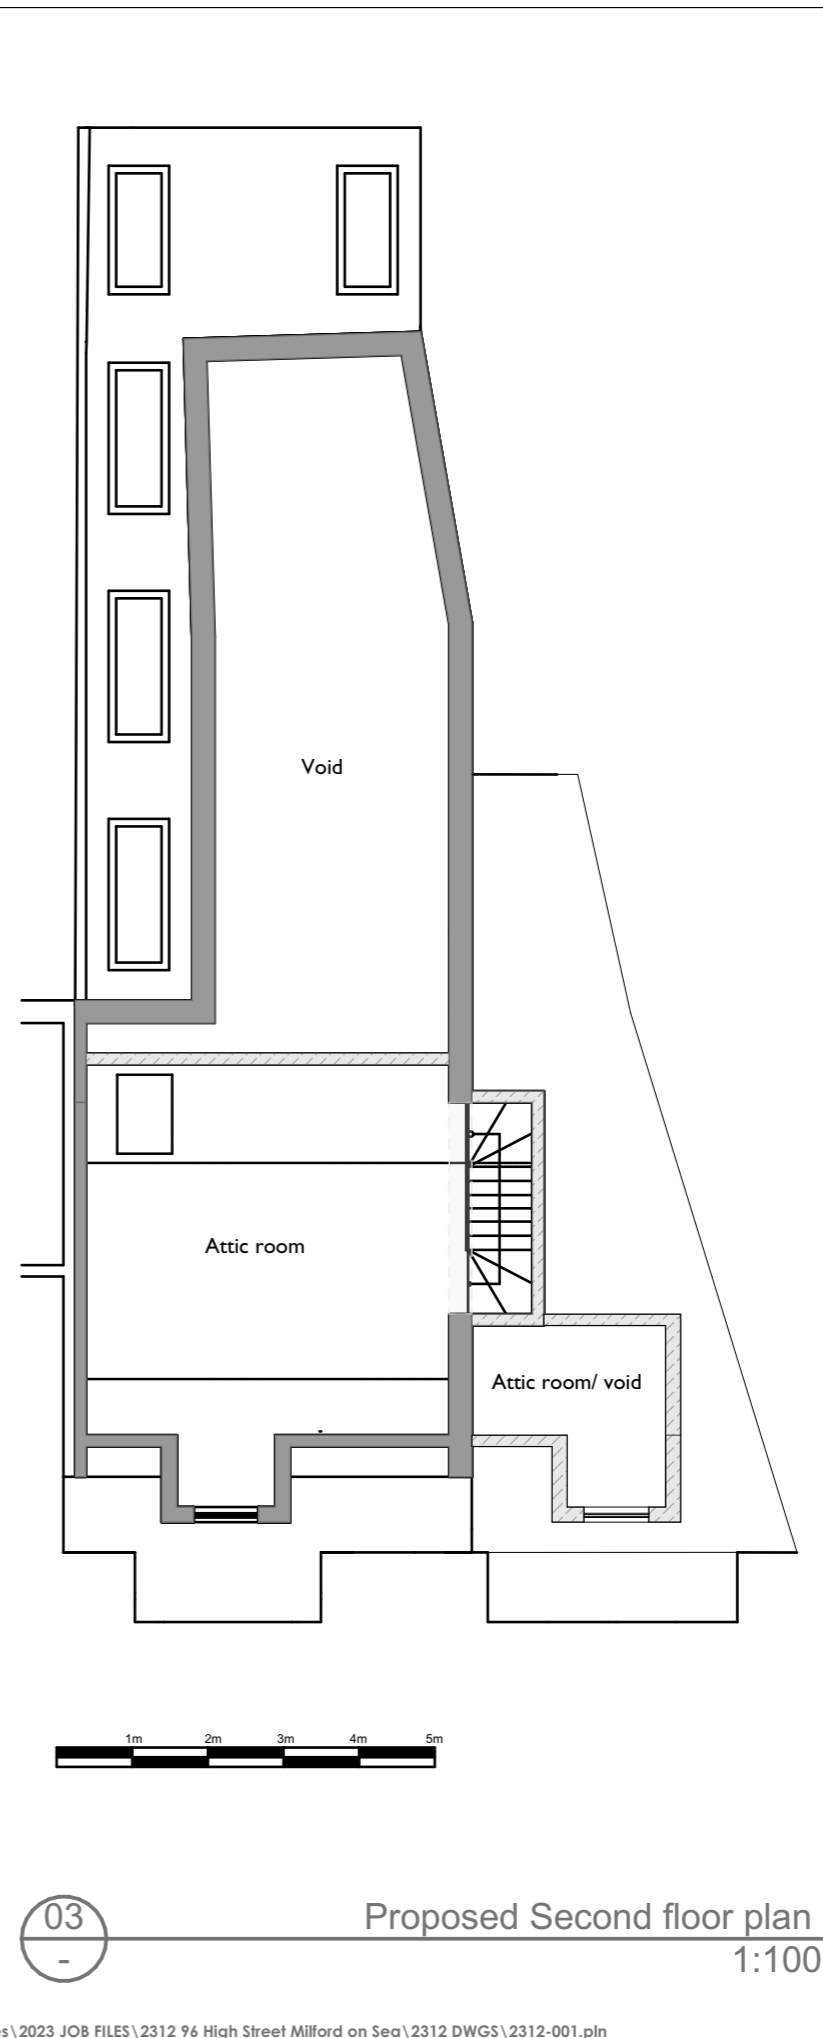 Void
Attic room
Attic room/ void
1m 2m 3m 4m 5m
03
-
Proposed Second floor plan
1:100
es\2023 JOB FILES\2312 96 High Street Milford on Sea\2312 DWGS\2312-001.pln